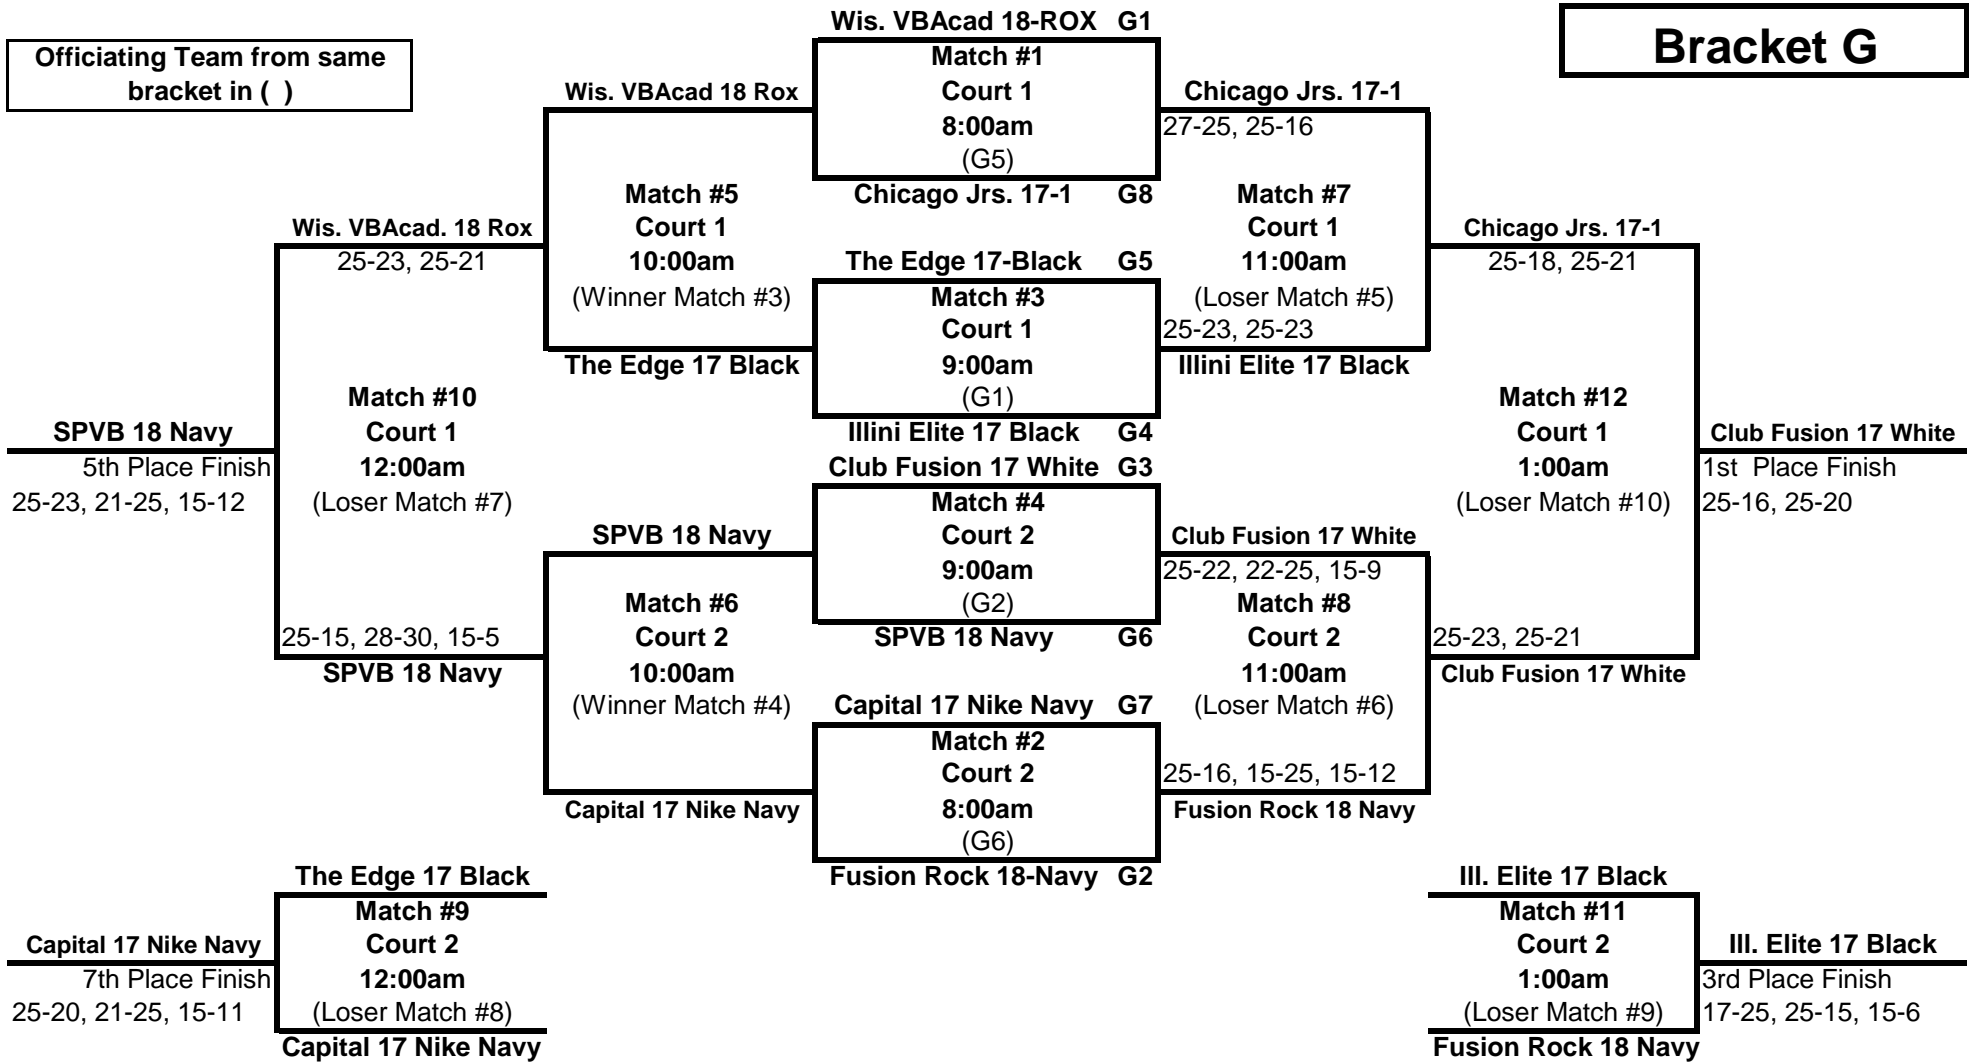 Officiating Team from same
bracket in ( )
Bracket G
Wis. VBAcad 18-ROX G1
Match #1
Court 1
8:00am
(G5)
Chicago Jrs. 17-1 G8
The Edge 17-Black G5
Match #3
Court 1
9:00am
(G1)
Illini Elite 17 Black G4
Club Fusion 17 White G3
Match #4
Court 2
9:00am
(G2)
SPVB 18 Navy G6
Capital 17 Nike Navy G7
Match #2
Court 2
8:00am
(G6)
Fusion Rock 18-Navy G2
Wis. VBAcad 18 Rox
Match #5
Court 1
10:00am
(Winner Match #3)
The Edge 17 Black
SPVB 18 Navy
Match #6
Court 2
10:00am
(Winner Match #4)
Capital 17 Nike Navy
Wis. VBAcad. 18 Rox
25-23, 25-21
Match #10
Court 1
12:00am
(Loser Match #7)
25-15, 28-30, 15-5
SPVB 18 Navy
SPVB 18 Navy
5th Place Finish
25-23, 21-25, 15-12
The Edge 17 Black
Match #9
Court 2
12:00am
(Loser Match #8)
Capital 17 Nike Navy
Capital 17 Nike Navy
7th Place Finish
25-20, 21-25, 15-11
Chicago Jrs. 17-1
27-25, 25-16
Match #7
Court 1
11:00am
(Loser Match #5)
25-23, 25-23
Illini Elite 17 Black
Club Fusion 17 White
25-22, 22-25, 15-9
Match #8
Court 2
11:00am
(Loser Match #6)
25-16, 15-25, 15-12
Fusion Rock 18 Navy
Chicago Jrs. 17-1
25-18, 25-21
Match #12
Court 1
1:00am
(Loser Match #10)
25-23, 25-21
Club Fusion 17 White
Club Fusion 17 White
1st Place Finish
25-16, 25-20
Ill. Elite 17 Black
Match #11
Court 2
1:00am
(Loser Match #9)
Fusion Rock 18 Navy
Ill. Elite 17 Black
3rd Place Finish
17-25, 25-15, 15-6